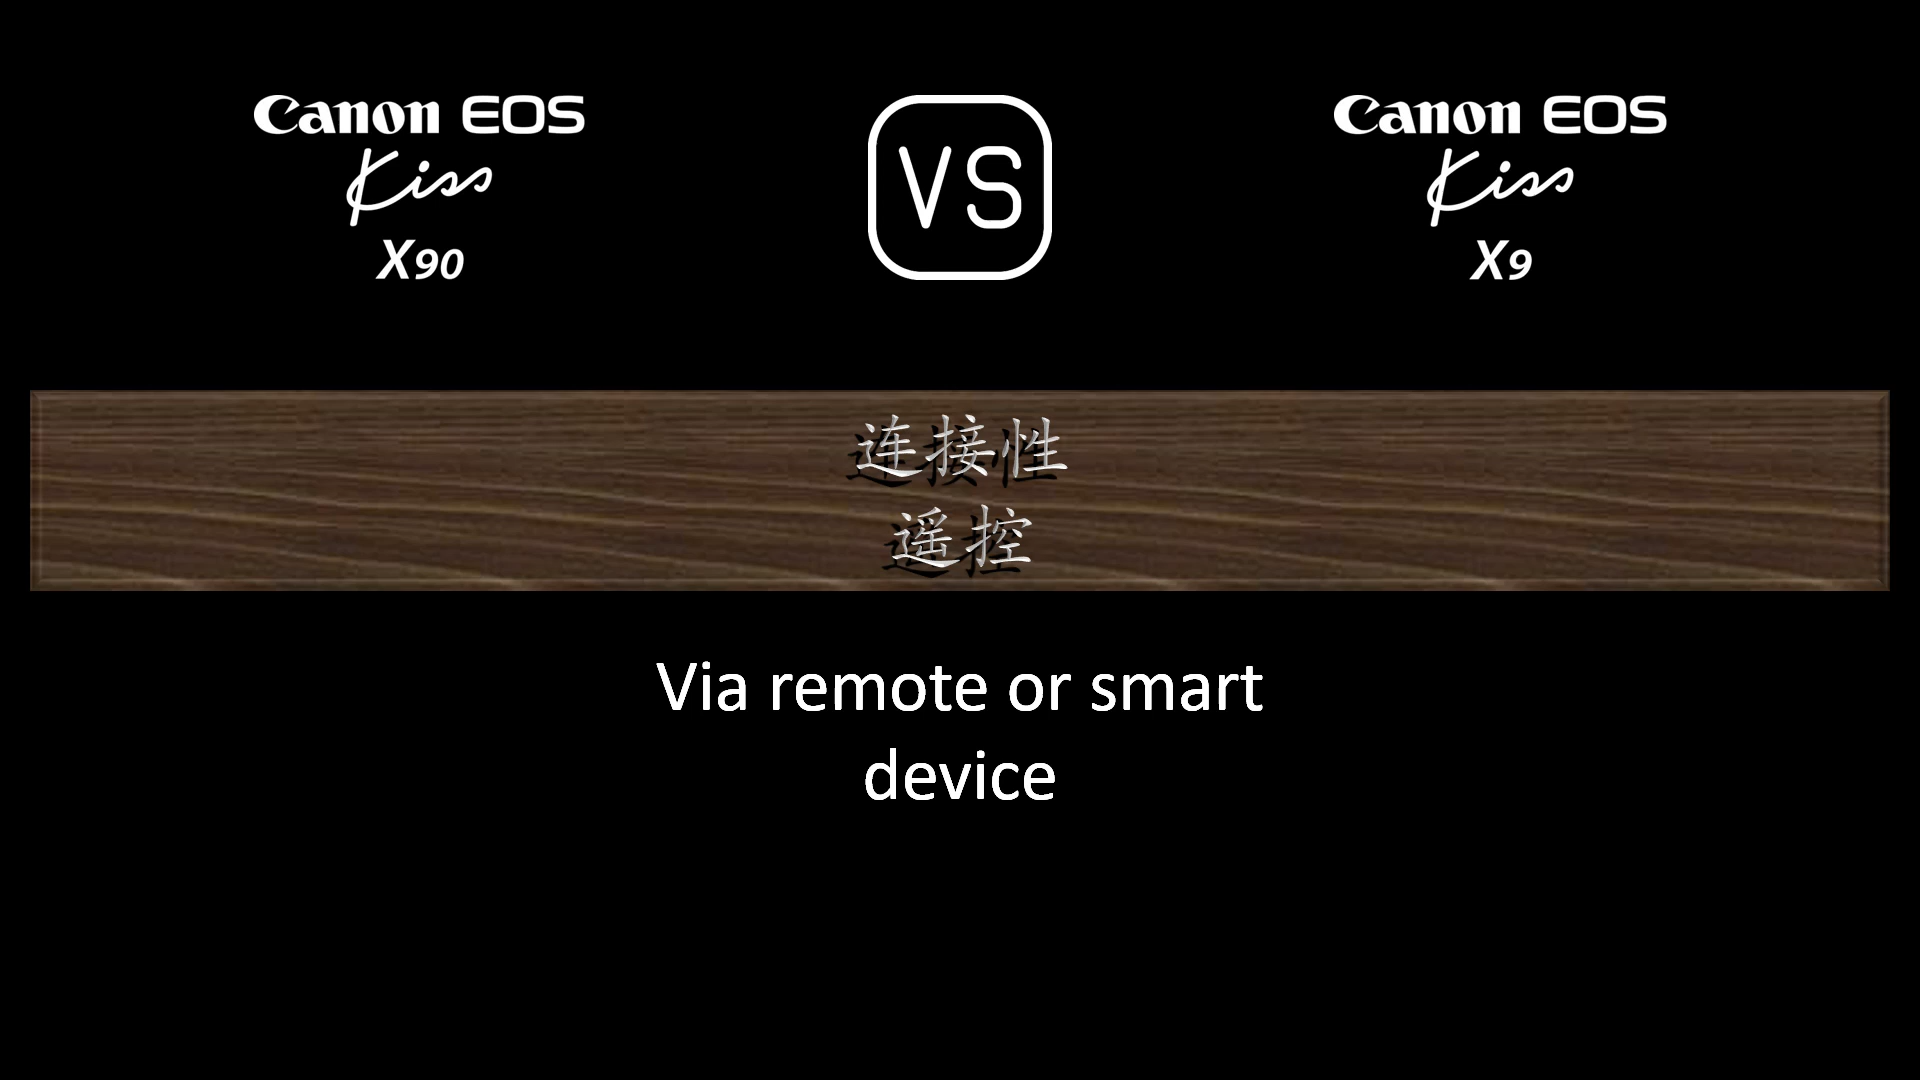 Canon EOS
Kiss
X90
VS
Canon EOS
Kiss
X9
连接性
遥控
Via remote or smart
device